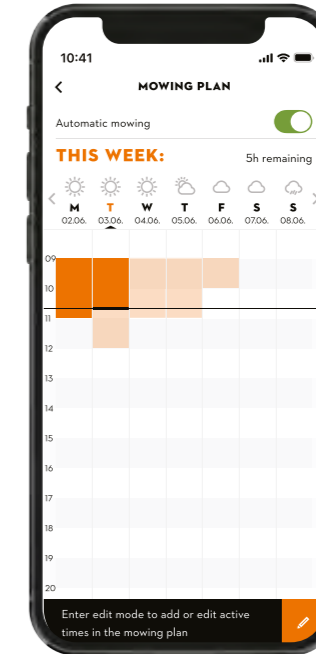 10:41
MOWING PLAN
Automatic mowing
THIS WEEK:
5h remaining
M T W T F S S
02.06. 03.06. 04.06. 05.06. 06.06. 07.06. 08.06.
09
10
11
12
13
14
15
16
17
18
19
20
Enter edit mode to add or edit active
times in the mowing plan